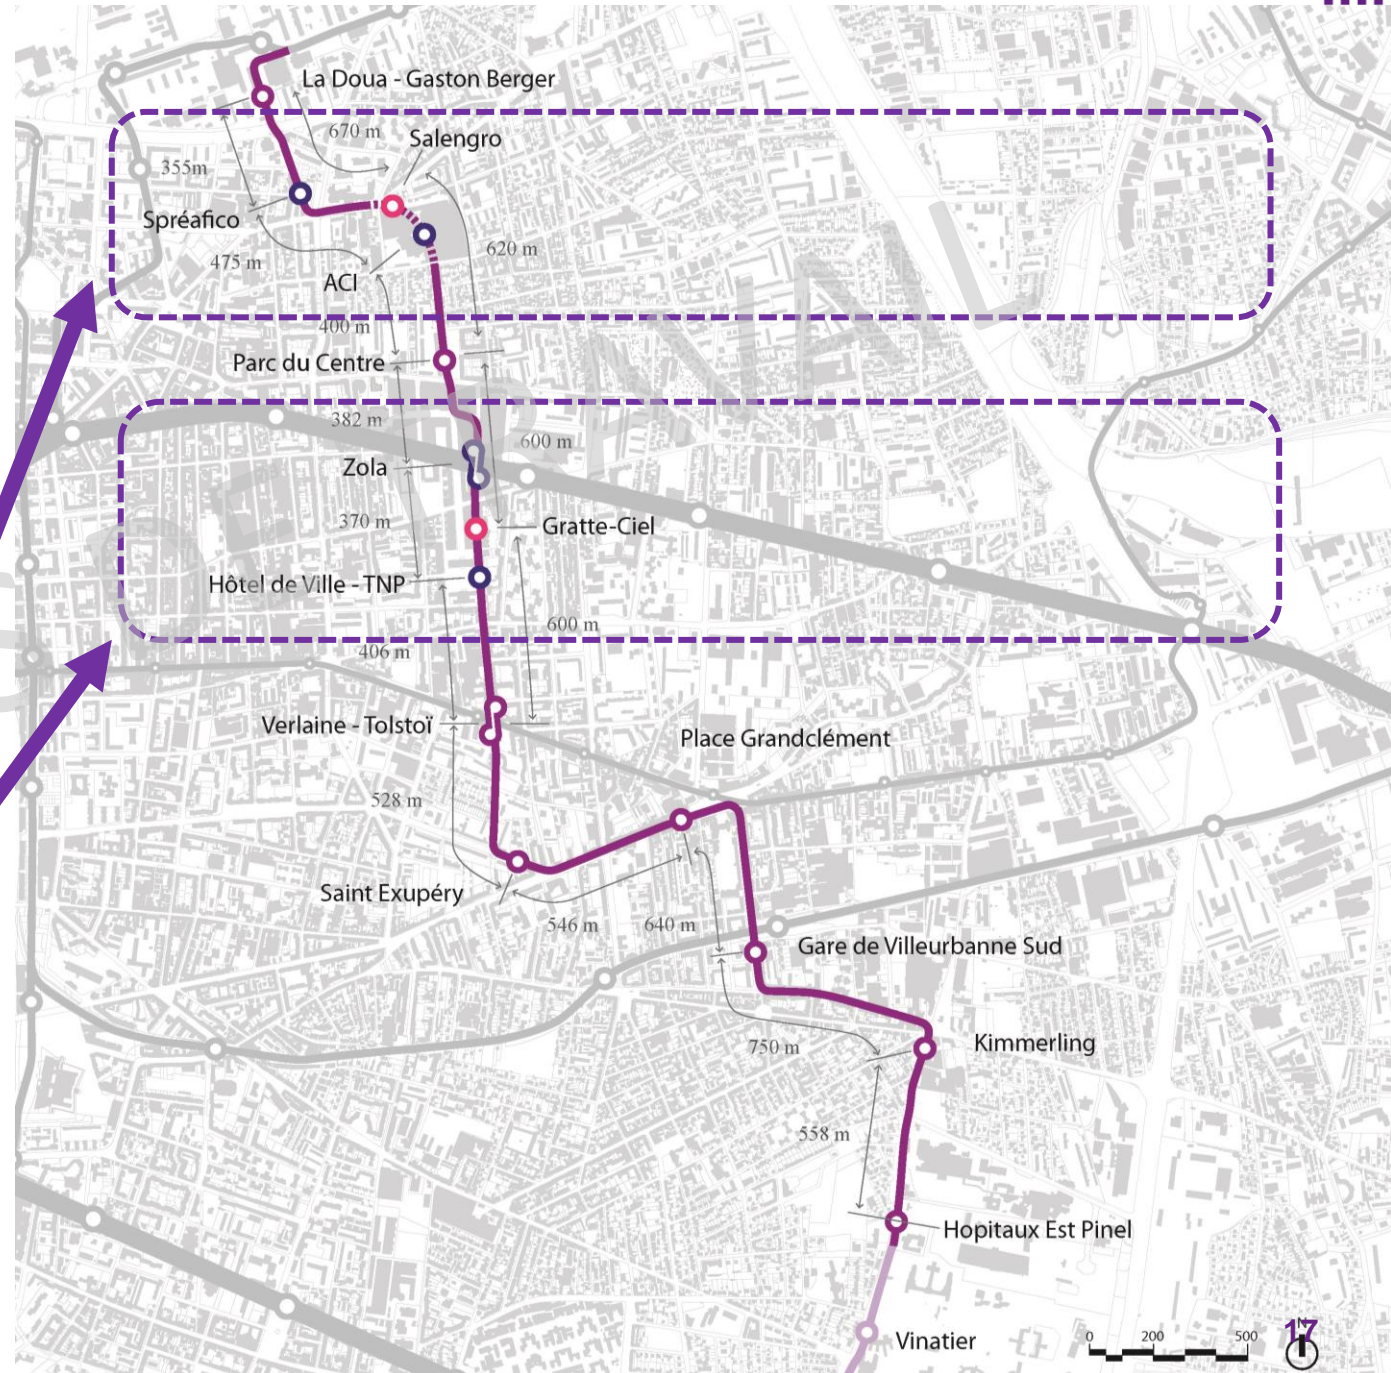 La Doua - Gaston Berger
670 m
Salengro
355m
Spréafico
475 m
620 m
ACI
400 m
Parc du Centre
382 m
600 m
Zola
370 m
Gratte-Ciel
Hôtel de Ville - TNP
600 m
406 m
Verlaine - Tolstoï
Place Grandclément
528 m
Saint Exupéry
546 m
640 m
Gare de Villeurbanne Sud
750 m
Kimmerling
558 m
Hopitaux Est Pinel
Vinatier
0 200 500
N
17